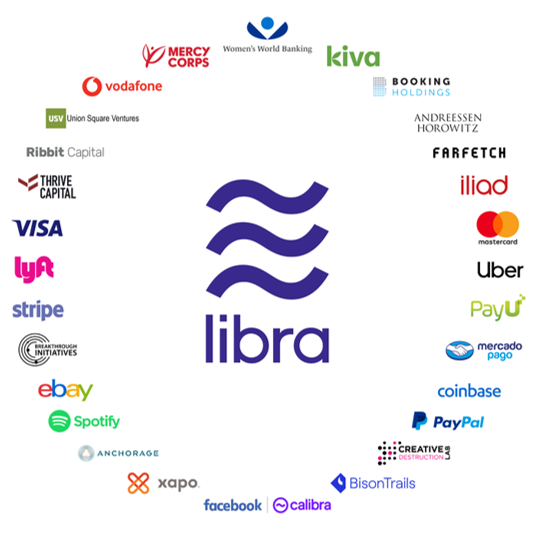 Women's World Banking
MERCY
CORPS
kiva
vodafone
BOOKING
HOLDINGS
USV Union Square Ventures
ANDREESSEN
HOROWITZ
Ribbit Capital
FARFETCH
THRIVE
CAPITAL
iliad
VISA
mastercard
lyft
Uber
stripe
PayU
BREAKTHROUGH
INITIATIVES
mercado
pago
ebay
coinbase
Spotify
PayPal
ANCHORAGE
CREATIVE
DESTRUCTION
LAB
xapo
BisonTrails
facebook
calibra
libra